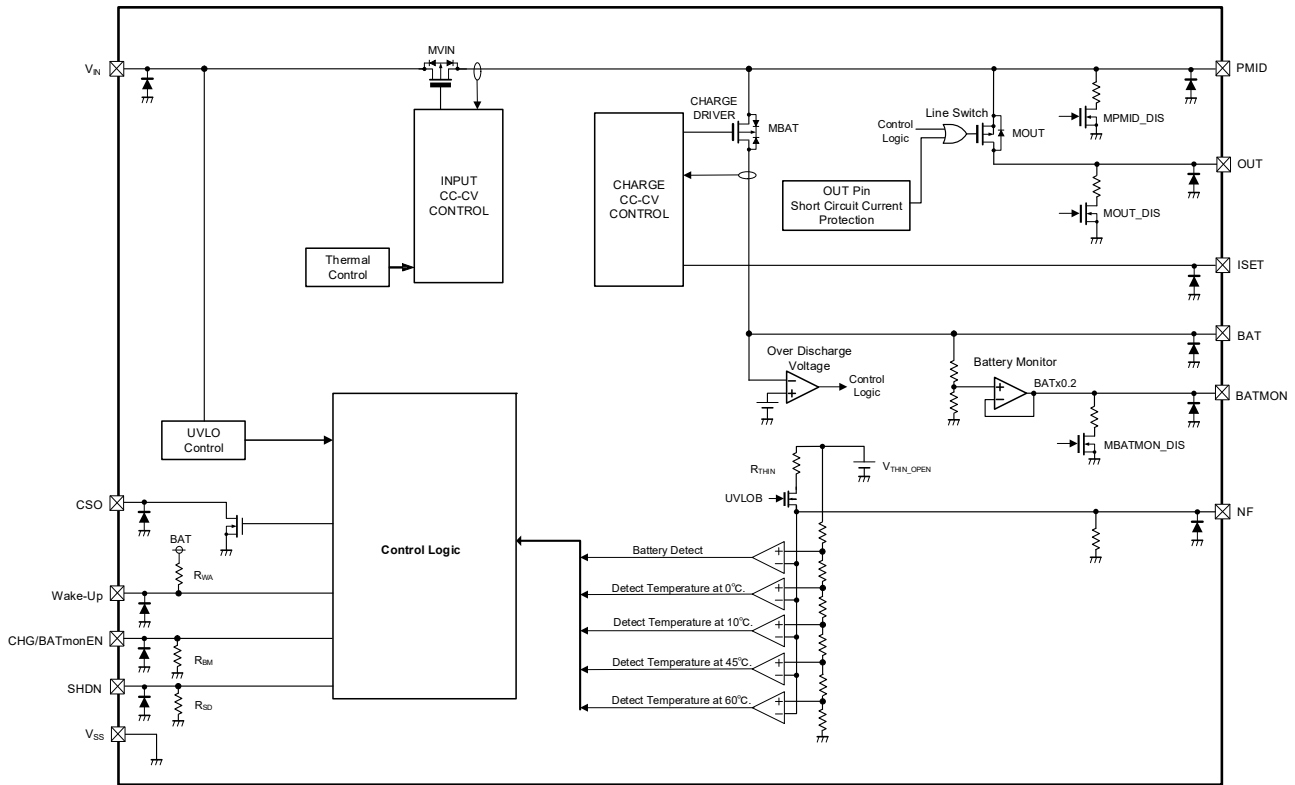 MVIN
VIN
PMID
CHARGE
DRIVER
MBAT
Line Switch
Control
Logic
MOUT
MPMID_DIS
OUT
INPUT
CC-CV
CONTROL
CHARGE
CC-CV
CONTROL
OUT Pin
Short Circuit Current
Protection
MOUT_DIS
Thermal
Control
ISET
BAT
Over Discharge
Voltage
Control
Logic
Battery Monitor
BATx0.2
BATMON
MBATMON_DIS
UVLO
Control
RTHIN
VTHIN_OPEN
UVLOB
NF
CSO
BAT
RWA
Control Logic
Wake-Up
CHG/BATmonEN
RBM
SHDN
RSD
VSS
Battery Detect
Detect Temperature at 0°C.
Detect Temperature at 10°C.
Detect Temperature at 45°C.
Detect Temperature at 60°C.